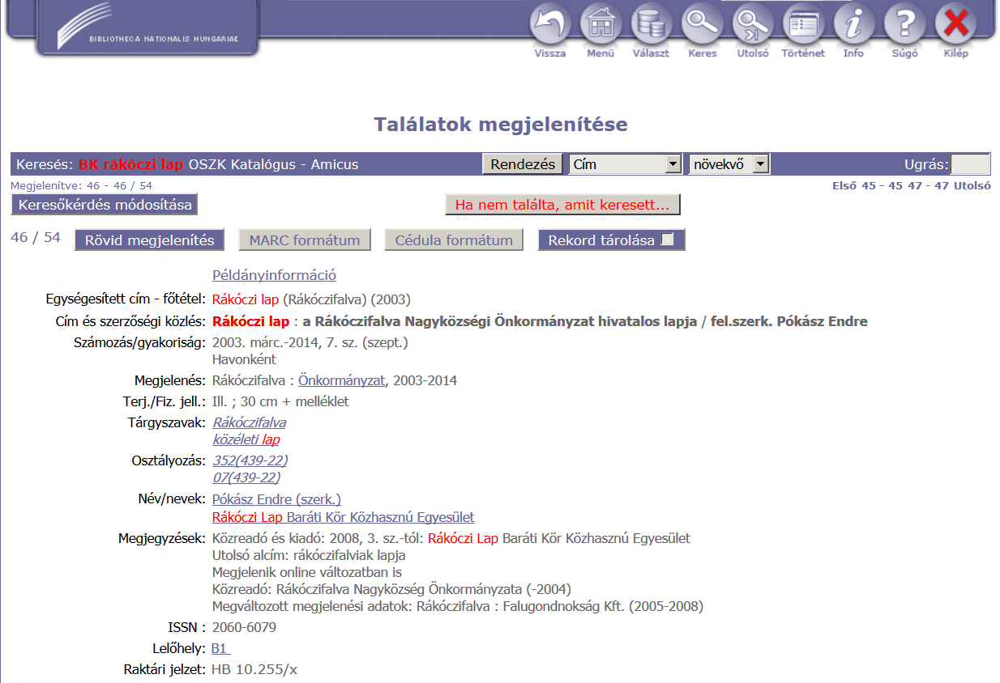 BIBLIOTHECA NATIONALIS HUNGARIAE
Vissza Menü Választ Keres Utolsó Történet Info Súgó Kilép
Találatok megjelenítése
Keresés: BK rákóczi lap OSZK Katalógus - Amicus Rendezés Cím növekvő Ugrás:
Megjelenítve: 46 - 46 / 54 Első 45 - 45 47 - 47 Utolsó
Keresőkérdés módosítása Ha nem találta, amit keresett...
46 / 54 Rövid megjelenítés MARC formátum Cédula formátum Rekord tárolása
Példányinformáció
Egységesített cím - főtétel: Rákóczi lap (Rákóczifalva) (2003)
Cím és szerzőségi közlés: Rákóczi lap : a Rákóczifalva Nagyközségi Önkormányzat hivatalos lapja / fel.szerk. Pókász Endre
Számozás/gyakoriság: 2003. márc.-2014, 7. sz. (szept.)
Havonként
Megjelenés: Rákóczifalva : Önkormányzat, 2003-2014
Terj./Fiz. jell.: Ill. ; 30 cm + melléklet
Tárgyszavak: Rákóczifalva
közéleti lap
Osztályozás: 352(439-22)
07(439-22)
Név/nevek: Pókász Endre (szerk.)
Rákóczi Lap Baráti Kör Közhasznú Egyesület
Megjegyzések: Közreadó és kiadó: 2008, 3. sz.-tól: Rákóczi Lap Baráti Kör Közhasznú Egyesület
Utolsó alcím: rákóczifalviak lapja
Megjelenik online változatban is
Közreadó: Rákóczifalva Nagyközség Önkormányzata (-2004)
Megváltozott megjelenési adatok: Rákóczifalva : Falugondnokság Kft. (2005-2008)
ISSN : 2060-6079
Lelőhely: B1
Raktári jelzet: HB 10.255/x